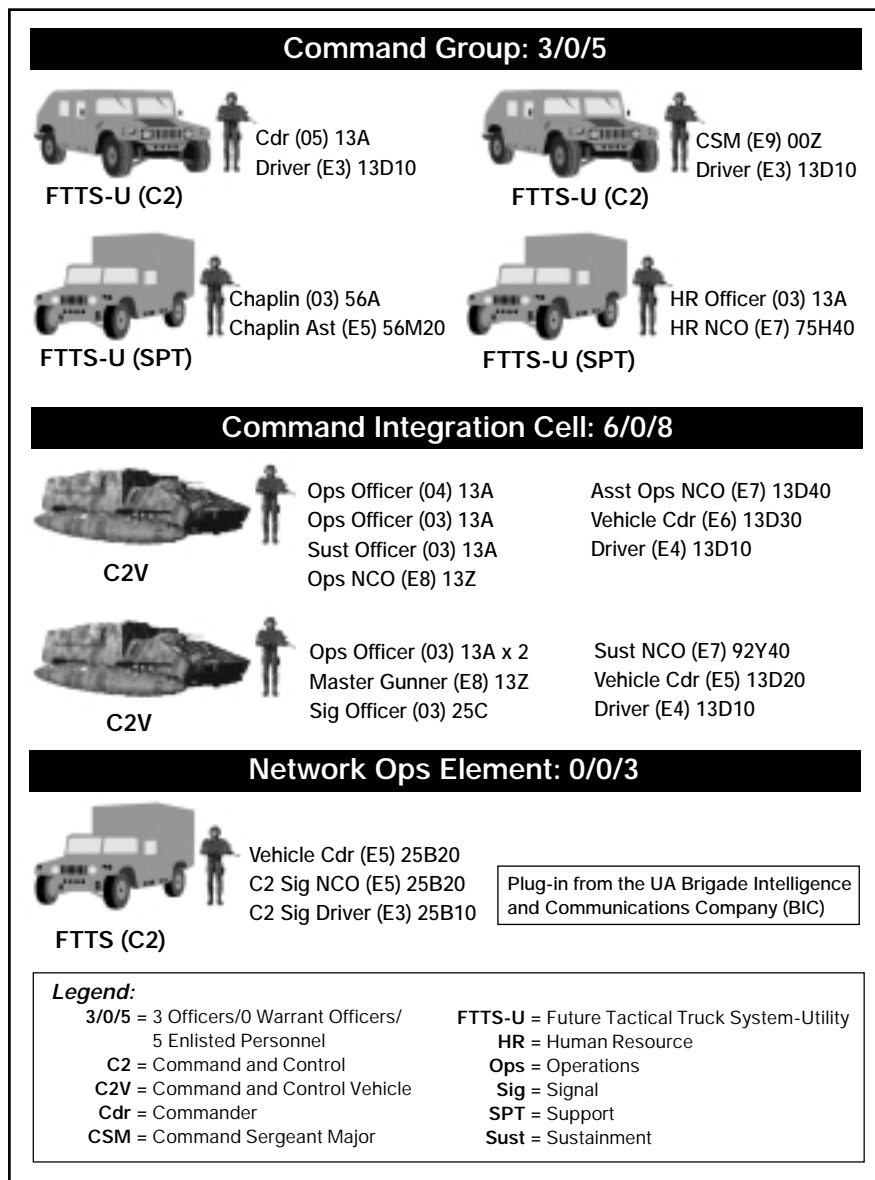 Command Group: 3/0/5
Cdr (05) 13A
Driver (E3) 13D10
FTTS-U (C2)
CSM (E9) 00Z
Driver (E3) 13D10
FTTS-U (C2)
Chaplin (03) 56A
Chaplin Ast (E5) 56M20
FTTS-U (SPT)
HR Officer (03) 13A
HR NCO (E7) 75H40
FTTS-U (SPT)
Command Integration Cell: 6/0/8
Ops Officer (04) 13A
Ops Officer (03) 13A
Sust Officer (03) 13A
Ops NCO (E8) 13Z
Asst Ops NCO (E7) 13D40
Vehicle Cdr (E6) 13D30
Driver (E4) 13D10
C2V
Ops Officer (03) 13A x 2
Master Gunner (E8) 13Z
Sig Officer (03) 25C
Sust NCO (E7) 92Y40
Vehicle Cdr (E5) 13D20
Driver (E4) 13D10
C2V
Network Ops Element: 0/0/3
Vehicle Cdr (E5) 25B20
C2 Sig NCO (E5) 25B20
C2 Sig Driver (E3) 25B10
FTTS (C2)
Plug-in from the UA Brigade Intelligence
and Communications Company (BIC)
Legend:
3/0/5 = 3 Officers/0 Warrant Officers/
5 Enlisted Personnel
C2 = Command and Control
C2V = Command and Control Vehicle
Cdr = Commander
CSM = Command Sergeant Major
FTTS-U = Future Tactical Truck System-Utility
HR = Human Resource
Ops = Operations
Sig = Signal
SPT = Support
Sust = Sustainment